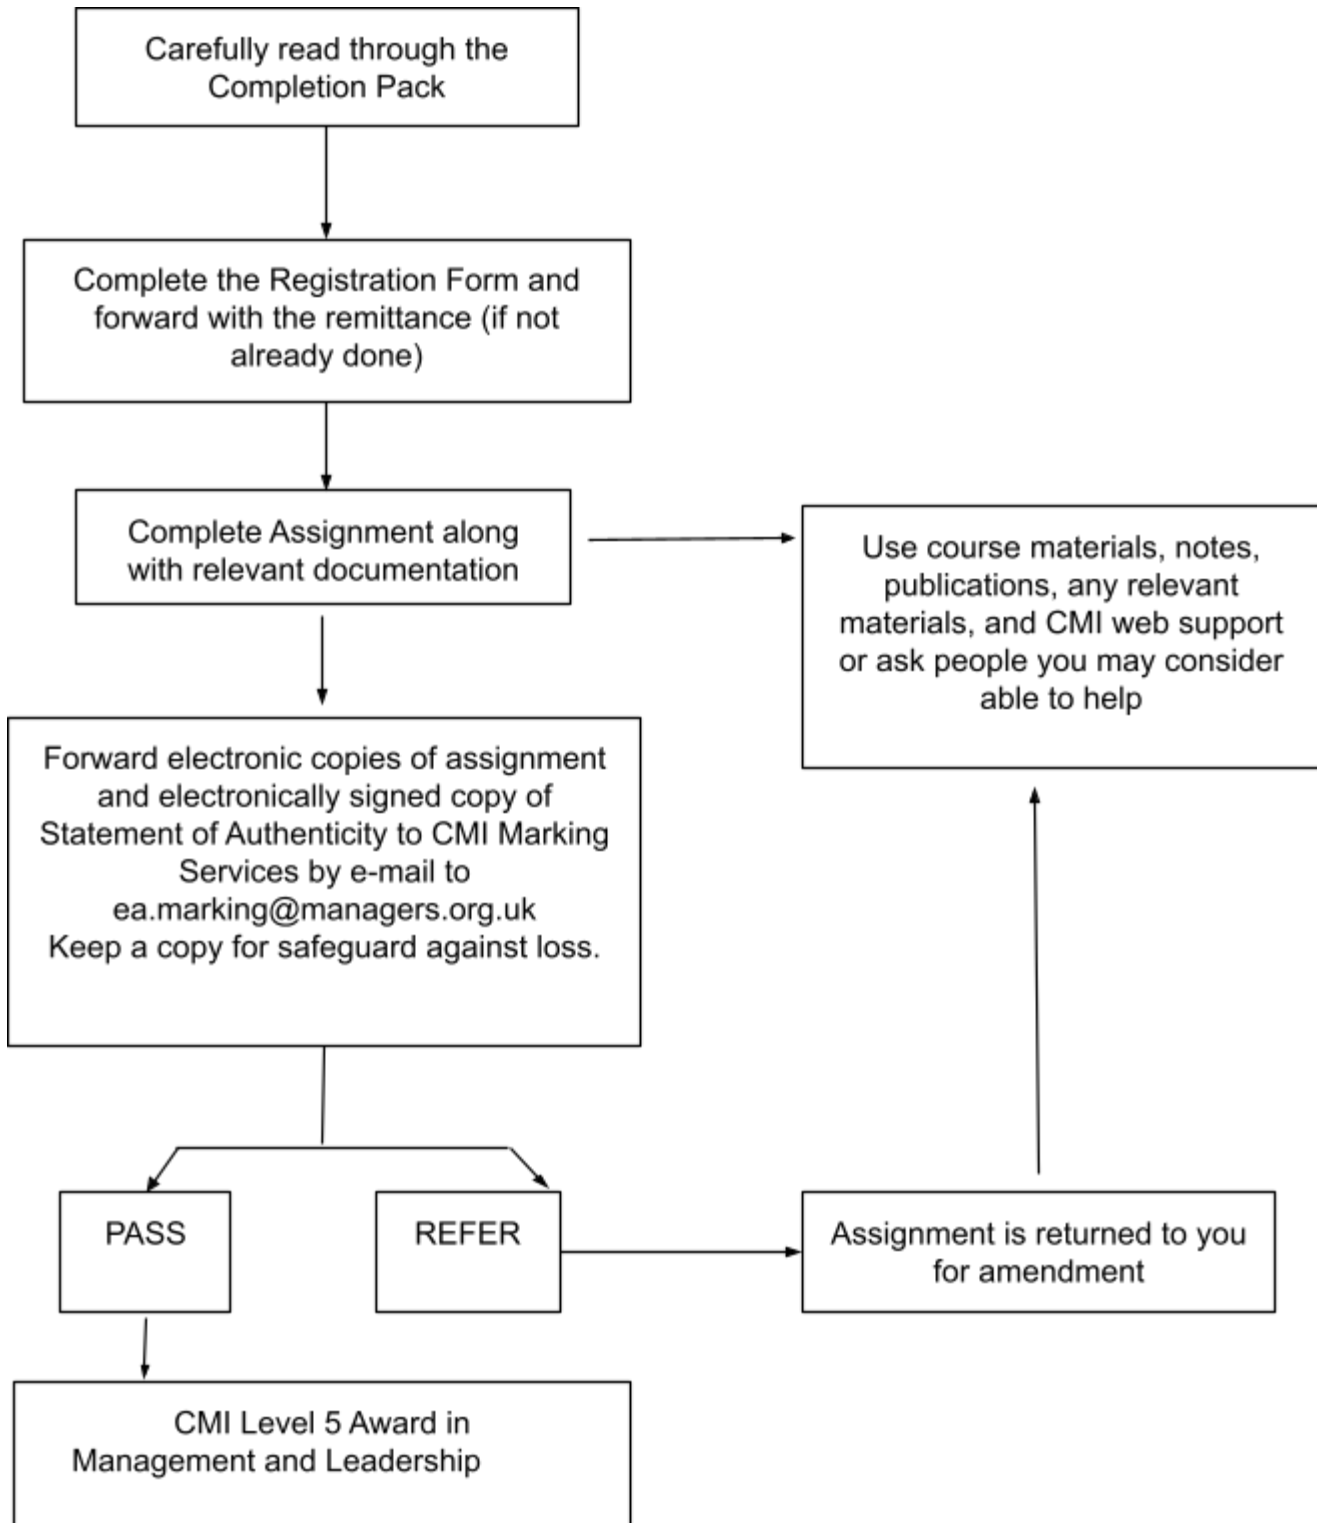 Carefully read through the
Completion Pack
Complete the Registration Form and
forward with the remittance (if not
already done)
Complete Assignment along
with relevant documentation
Use course materials, notes,
publications, any relevant
materials, and CMI web support
or ask people you may consider
able to help
Forward electronic copies of assignment
and electronically signed copy of
Statement of Authenticity to CMI Marking
Services by e-mail to
ea.marking@managers.org.uk
Keep a copy for safeguard against loss.
PASS
REFER
Assignment is returned to you
for amendment
CMI Level 5 Award in
Management and Leadership